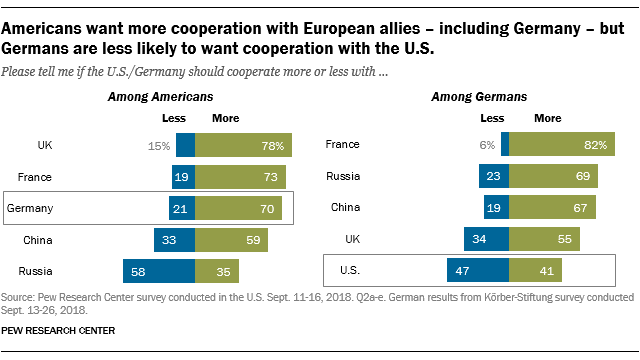 Americans want more cooperation with European allies – including Germany – but
Germans are less likely to want cooperation with the U.S.
Please tell me if the U.S./Germany should cooperate more or less with ...
Among Americans
Less More
UK 15% 78%
France 19 73
Germany 21 70
China 33 59
Russia 58 35
Among Germans
Less More
France 6% 82%
Russia 23 69
China 19 67
UK 34 55
U.S. 47 41
Source: Pew Research Center survey conducted in the U.S. Sept. 11-16, 2018. Q2a-e. German results from Körber-Stiftung survey conducted
Sept. 13-26, 2018.
PEW RESEARCH CENTER